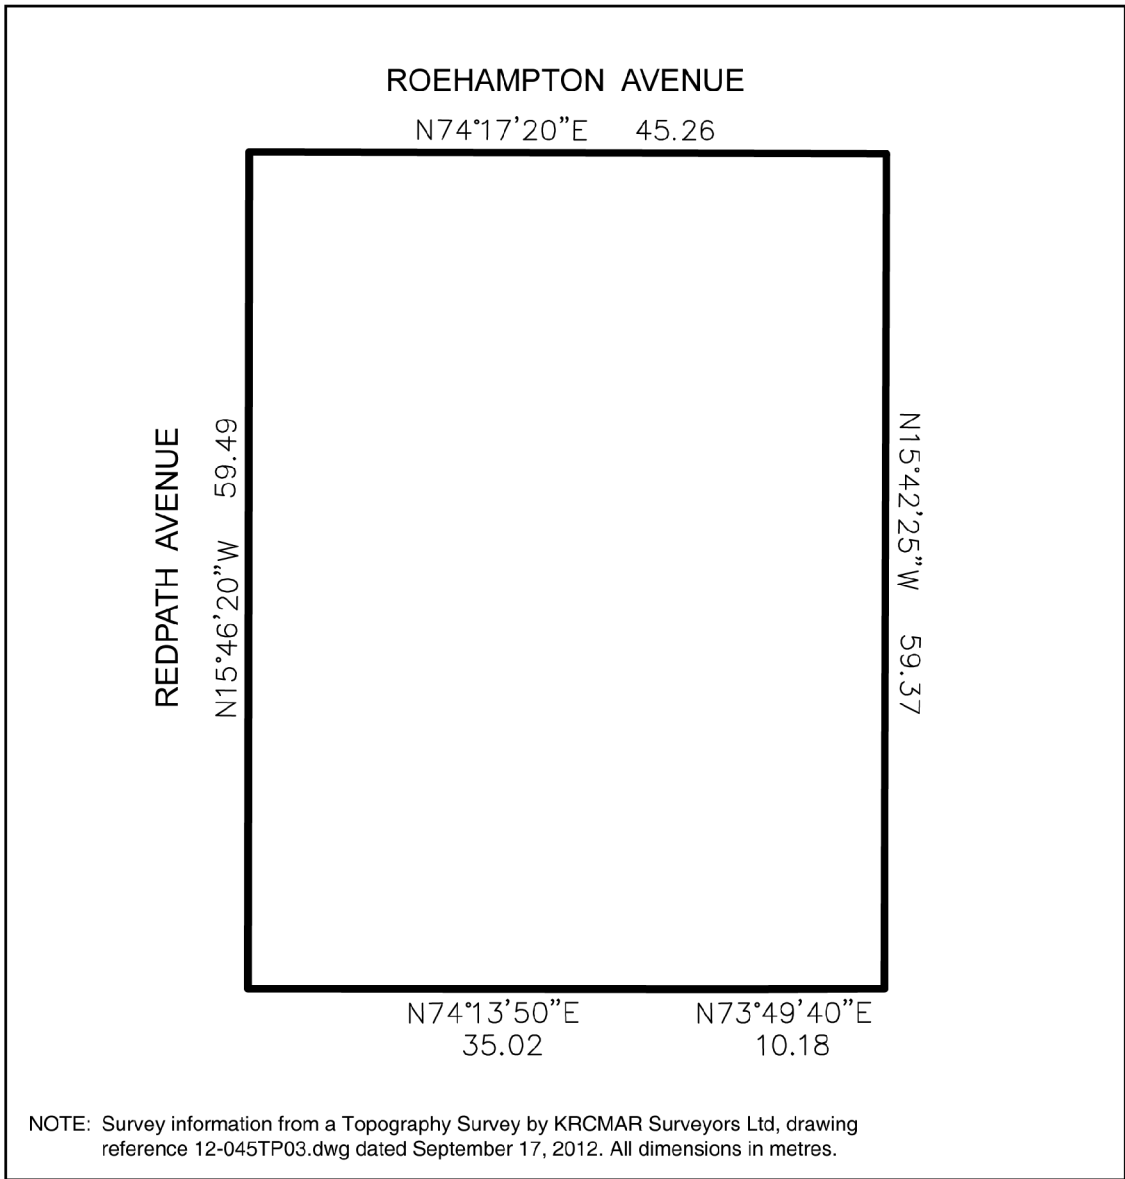 ROEHAMPTON AVENUE
N74°17'20"E 45.26
REDPATH AVENUE
N15°46'20"W 59.49
N15°42'25"W 59.37
N74°13'50"E
35.02
N73°49'40"E
10.18
NOTE: Survey information from a Topography Survey by KRCMAR Surveyors Ltd, drawing
reference 12-045TP03.dwg dated September 17, 2012. All dimensions in metres.